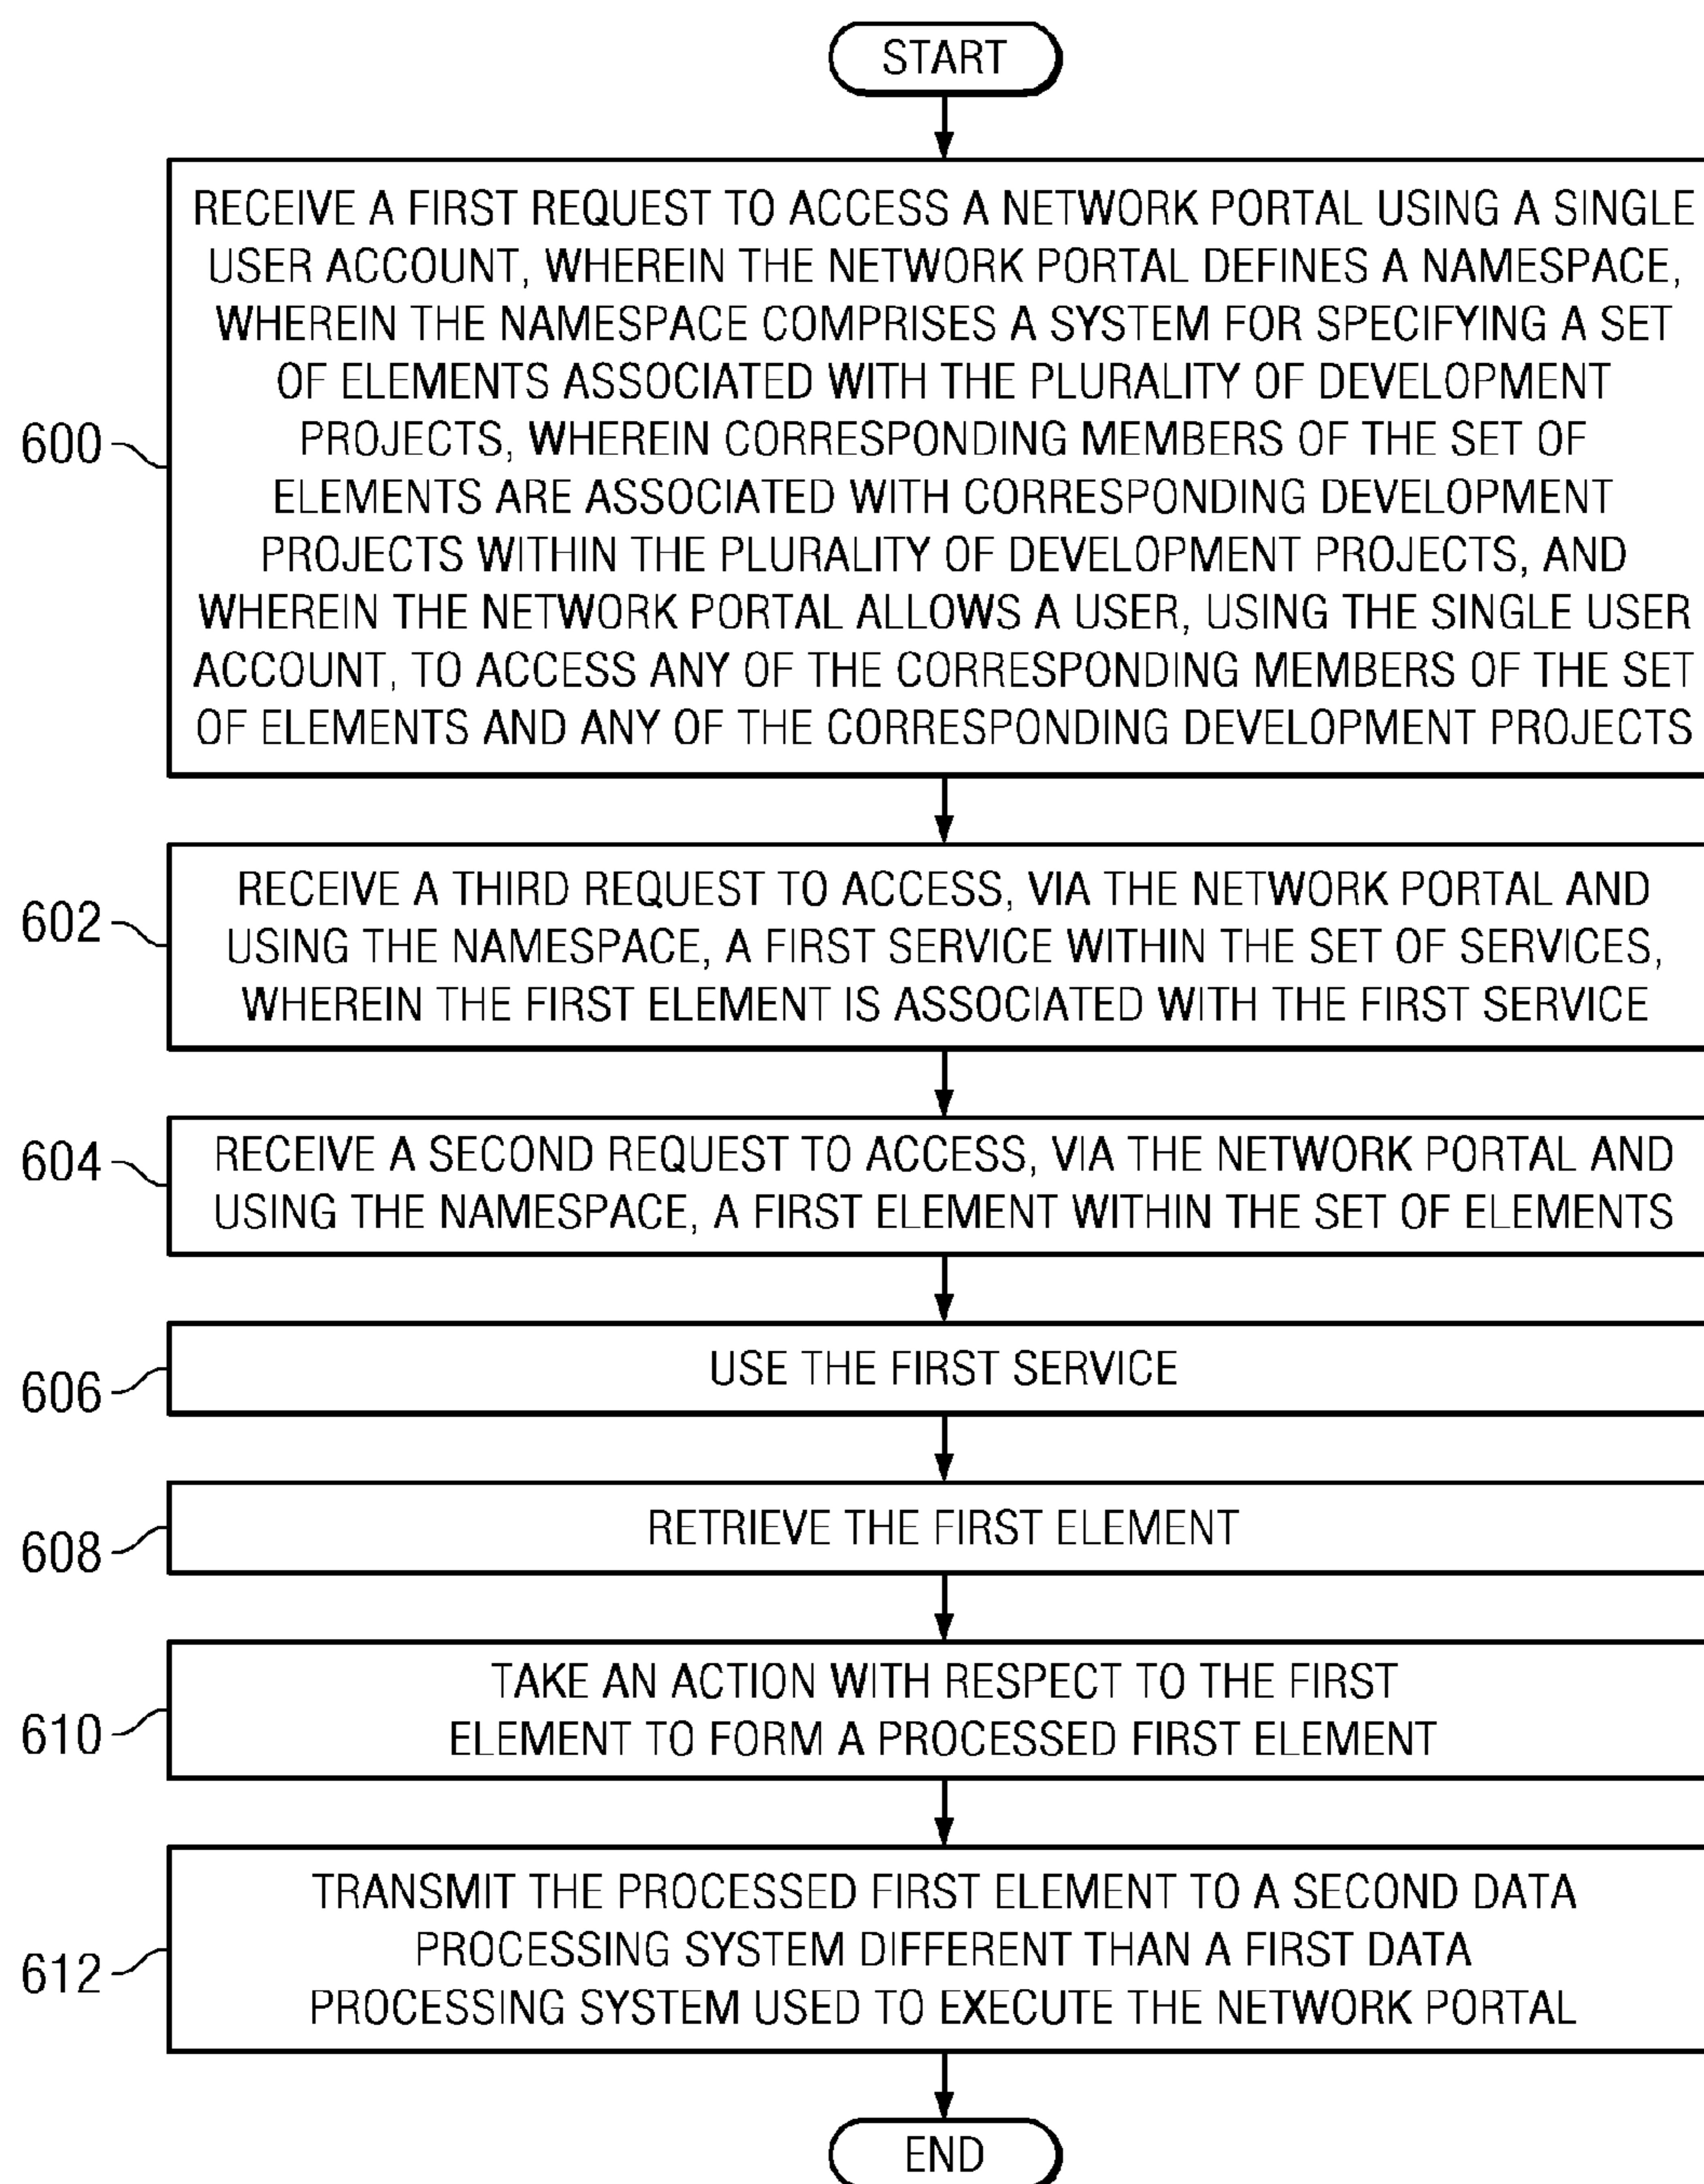 START
RECEIVE A FIRST REQUEST TO ACCESS A NETWORK PORTAL USING A SINGLE
USER ACCOUNT, WHEREIN THE NETWORK PORTAL DEFINES A NAMESPACE,
WHEREIN THE NAMESPACE COMPRISES A SYSTEM FOR SPECIFYING A SET
OF ELEMENTS ASSOCIATED WITH THE PLURALITY OF DEVELOPMENT
600
PROJECTS, WHEREIN CORRESPONDING MEMBERS OF THE SET OF
ELEMENTS ARE ASSOCIATED WITH CORRESPONDING DEVELOPMENT
PROJECTS WITHIN THE PLURALITY OF DEVELOPMENT PROJECTS, AND
WHEREIN THE NETWORK PORTAL ALLOWS A USER, USING THE SINGLE USER
ACCOUNT, TO ACCESS ANY OF THE CORRESPONDING MEMBERS OF THE SET
OF ELEMENTS AND ANY OF THE CORRESPONDING DEVELOPMENT PROJECTS
602
RECEIVE A THIRD REQUEST TO ACCESS, VIA THE NETWORK PORTAL AND
USING THE NAMESPACE, A FIRST SERVICE WITHIN THE SET OF SERVICES,
WHEREIN THE FIRST ELEMENT IS ASSOCIATED WITH THE FIRST SERVICE
604
RECEIVE A SECOND REQUEST TO ACCESS, VIA THE NETWORK PORTAL AND
USING THE NAMESPACE, A FIRST ELEMENT WITHIN THE SET OF ELEMENTS
606
USE THE FIRST SERVICE
608
RETRIEVE THE FIRST ELEMENT
610
TAKE AN ACTION WITH RESPECT TO THE FIRST
ELEMENT TO FORM A PROCESSED FIRST ELEMENT
612
TRANSMIT THE PROCESSED FIRST ELEMENT TO A SECOND DATA
PROCESSING SYSTEM DIFFERENT THAN A FIRST DATA
PROCESSING SYSTEM USED TO EXECUTE THE NETWORK PORTAL
END